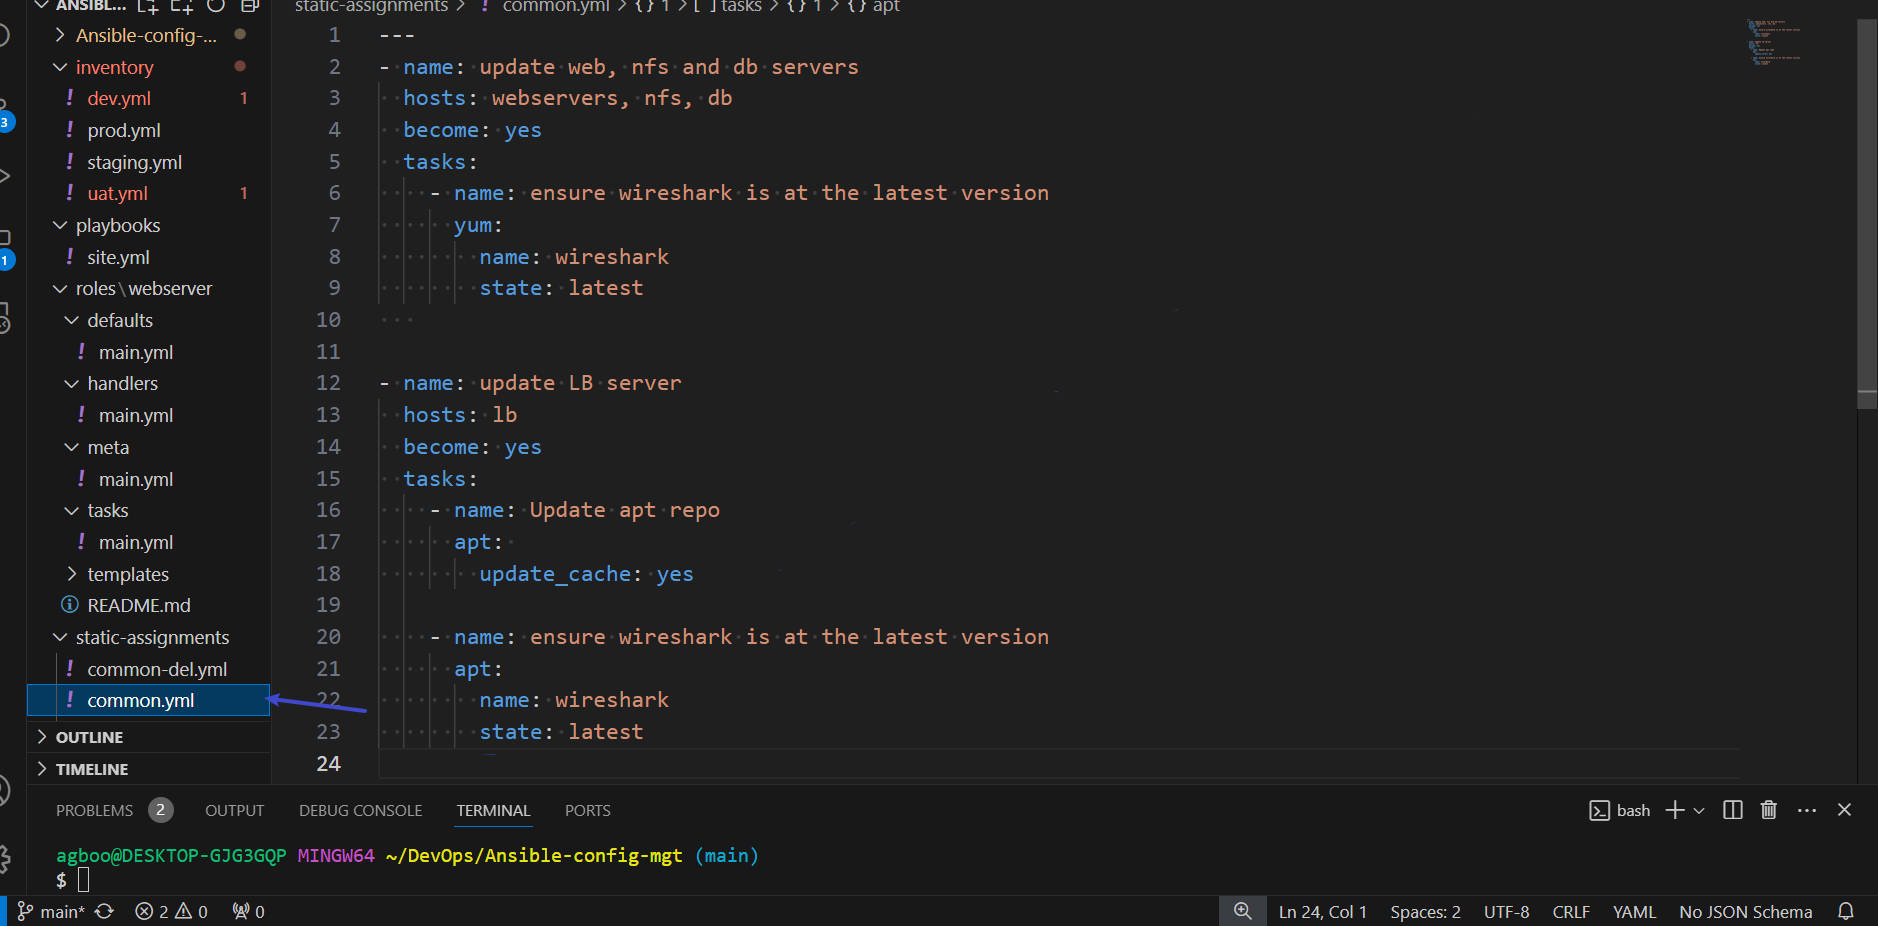 ANSIBL...
Ansible-config-...
inventory
dev.yml 1
prod.yml
staging.yml
uat.yml 1
playbooks
site.yml
roles\webserver
defaults
main.yml
handlers
main.yml
meta
main.yml
tasks
main.yml
templates
README.md
static-assignments
common-del.yml
common.yml
OUTLINE
TIMELINE
3
1
static-assignments > ! common.yml > {} 1 > [ ] tasks > {} 1 > {} apt
1 ---
2 - name: update web, nfs and db servers
3 hosts: webservers, nfs, db
4 become: yes
5 tasks:
6 - name: ensure wireshark is at the latest version
7 yum:
8 name: wireshark
9 state: latest
10
11
12 - name: update LB server
13 hosts: lb
14 become: yes
15 tasks:
16 - name: Update apt repo
17 apt:
18 update_cache: yes
19
20 - name: ensure wireshark is at the latest version
21 apt:
22 name: wireshark
23 state: latest
24
PROBLEMS 2 OUTPUT DEBUG CONSOLE TERMINAL PORTS bash
agboo@DESKTOP-GJG3GQP MINGW64 ~/DevOps/Ansible-config-mgt (main)
$
main* 2 0 0 Ln 24, Col 1 Spaces: 2 UTF-8 CRLF YAML No JSON Schema